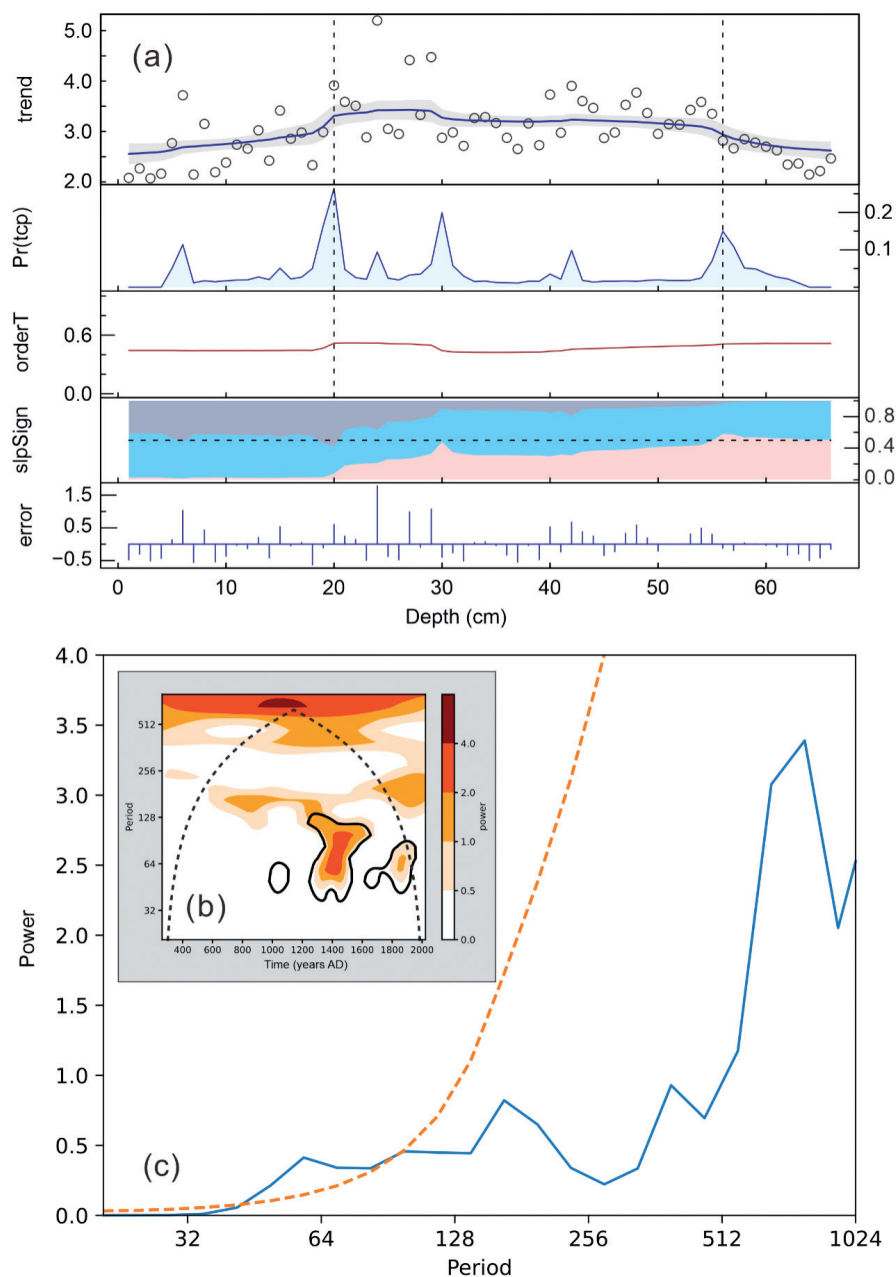 (a)
trend
5.0
4.0
3.0
2.0
Pr(tcp)
0.2
0.1
orderT
0.6
0.0
slpSign
0.8
0.4
0.0
error
1.5
0.5
−0.5
0 10 20 30 40 50 60
Depth (cm)
4.0
3.5
3.0
2.5
2.0
1.5
1.0
0.5
0.0
Power
512
256
128
64
32
Period
(b)
400 600 800 1000 1200 1400 1600 1800 2000
Time (years AD)
4.0
2.0
1.0
0.5
0.0
power
(c)
32 64 128 256 512 1024
Period